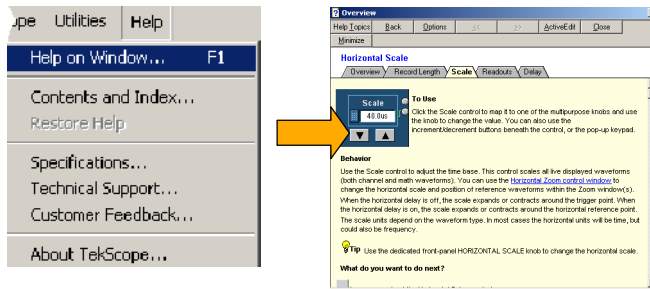 Utilities Help
Help on Window... F1
Contents and Index...
Restore Help
Specifications...
Technical Support...
Customer Feedback...
About TekScope...
Overview
Help Topics Back Options << >> ActiveEdit Close
Minimize
Horizontal Scale
Overview Record Length Scale Readouts Delay
Scale
40.0us
To Use
Click the Scale control to map it to one of the multipurpose knobs and use
the knob to change the value. You can also use the
increment/decrement buttons beneath the control, or the pop-up keypad.
Behavior
Use the Scale control to adjust the time base. This control scales all live displayed waveforms
(both channel and math waveforms). You can use the Horizontal Zoom control window to
change the horizontal scale and position of reference waveforms within the Zoom window(s).
When the horizontal delay is off, the scale expands or contracts around the trigger point. When
the horizontal delay is on, the scale expands or contracts around the horizontal reference point.
The scale units depend on the waveform type. In most cases the horizontal units will be time, but
could also be frequency.
Tip Use the dedicated front-panel HORIZONTAL SCALE knob to change the horizontal scale.
What do you want to do next?